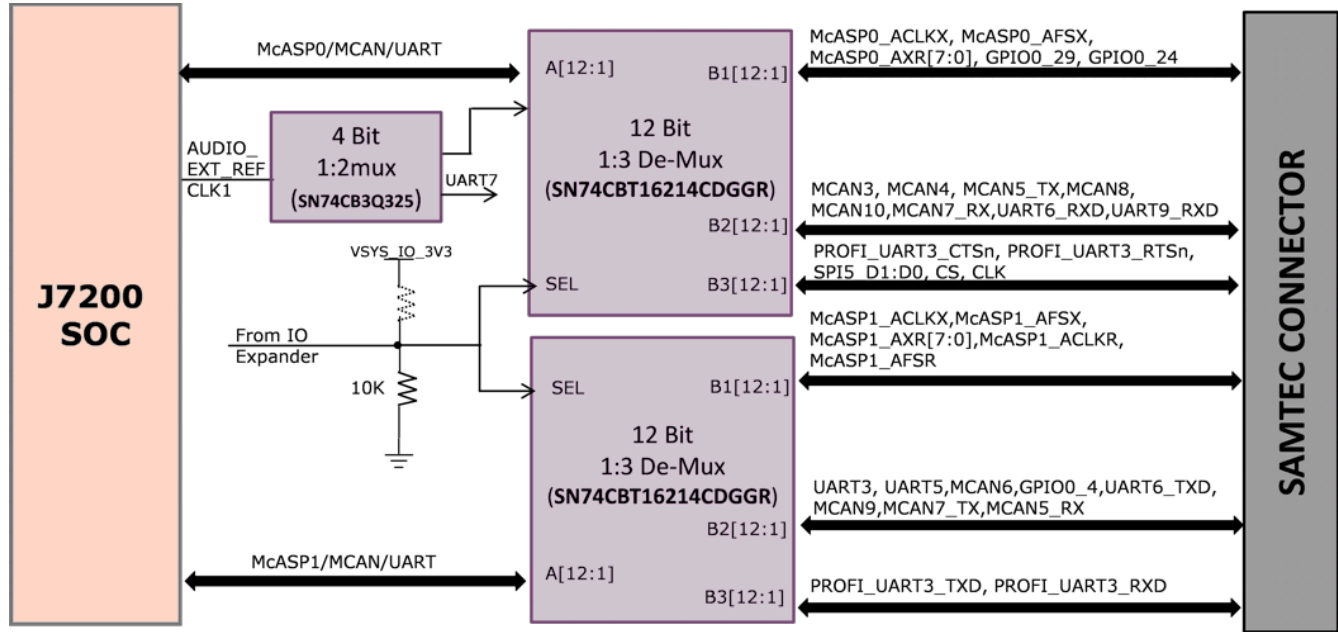 J7200
SOC
McASP0/MCAN/UART
AUDIO_
EXT_REF
CLK1
4 Bit
1:2mux
(SN74CB3Q325)
UART7
VSYS_IO_3V3
From IO
Expander
10K
McASP1/MCAN/UART
A[12:1]
B1[12:1]
12 Bit
1:3 De-Mux
(SN74CBT16214CDGGR)
B2[12:1]
SEL
B3[12:1]
SEL
B1[12:1]
12 Bit
1:3 De-Mux
(SN74CBT16214CDGGR)
B2[12:1]
A[12:1]
B3[12:1]
McASP0_ACLKX, McASP0_AFSX,
McASP0_AXR[7:0], GPIO0_29, GPIO0_24
MCAN3, MCAN4, MCAN5_TX,MCAN8,
MCAN10,MCAN7_RX,UART6_RXD,UART9_RXD
PROFI_UART3_CTSn, PROFI_UART3_RTSn,
SPI5_D1:D0, CS, CLK
McASP1_ACLKX,McASP1_AFSX,
McASP1_AXR[7:0],McASP1_ACLKR,
McASP1_AFSR
UART3, UART5,MCAN6,GPIO0_4,UART6_TXD,
MCAN9,MCAN7_TX,MCAN5_RX
PROFI_UART3_TXD, PROFI_UART3_RXD
SAMTEC CONNECTOR